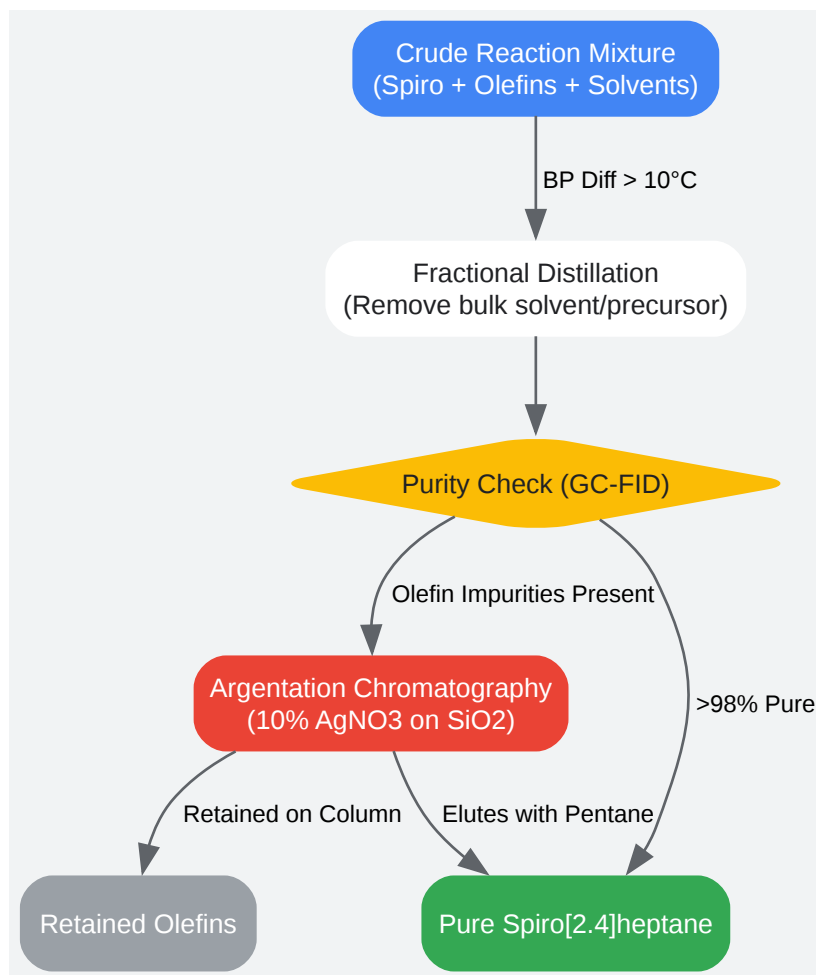 Crude Reaction Mixture
(Spiro + Olefins + Solvents)
BP Diff > 10°C
Fractional Distillation
(Remove bulk solvent/precursor)
Purity Check (GC-FID)
Olefin Impurities Present
Argentation Chromatography
(10% AgNO3 on SiO2)
>98% Pure
Retained on Column
Elutes with Pentane
Retained Olefins
Pure Spiro[2.4]heptane